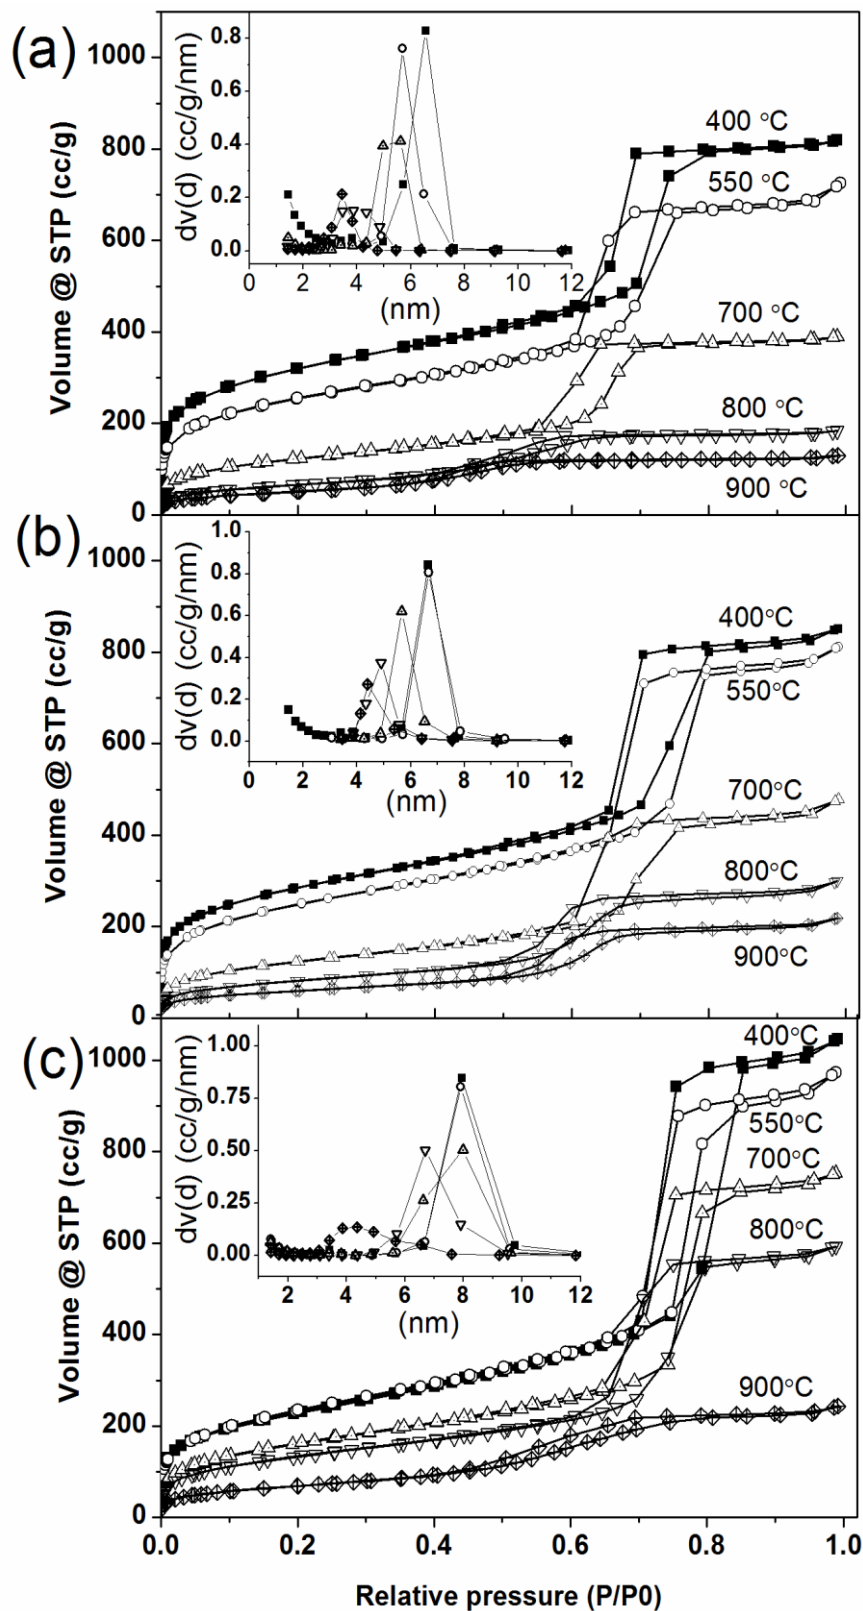 (a)
Volume @ STP (cc/g)
1000
800
600
400
200
0
dv(d) (cc/g/nm)
0.8
0.6
0.4
0.2
0.0
0 2 4 6 8 10 12
(nm)
400 °C
550 °C
700 °C
800 °C
900 °C
(b)
Volume @ STP (cc/g)
1000
800
600
400
200
0
dv(d) (cc/g/nm)
1.0
0.8
0.6
0.4
0.2
0.0
0 2 4 6 8 10 12
(nm)
400°C
550°C
700°C
800°C
900°C
(c)
Volume @ STP (cc/g)
1000
800
600
400
200
0
dv(d) (cc/g/nm)
1.00
0.75
0.50
0.25
0.00
2 4 6 8 10 12
(nm)
400°C
550°C
700°C
800°C
900°C
0.0 0.2 0.4 0.6 0.8 1.0
Relative pressure (P/P0)